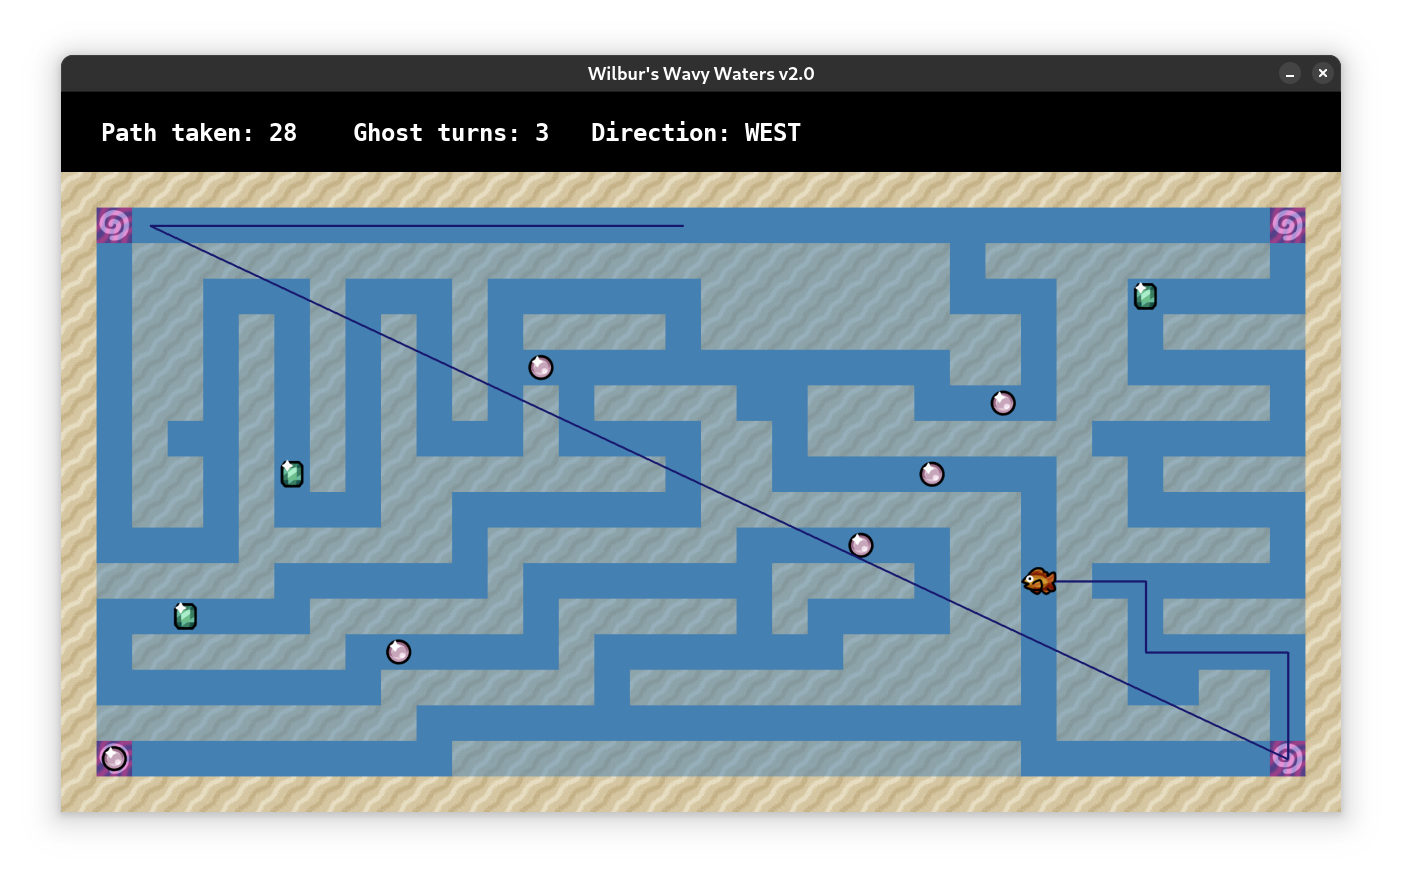 Wilbur's Wavy Waters v2.0
Path taken: 28 Ghost turns: 3 Direction: WEST